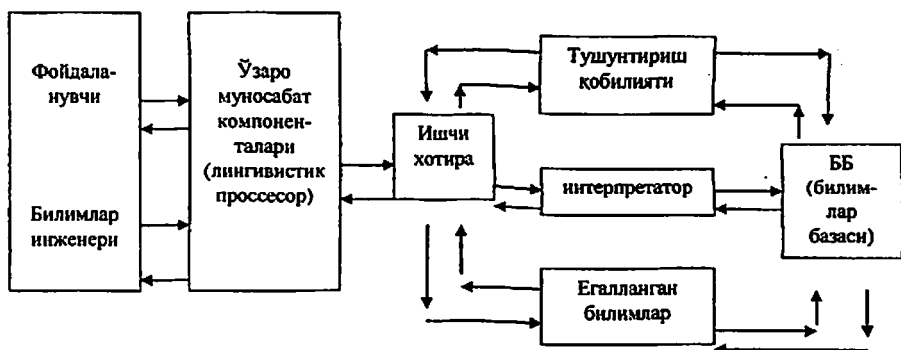 Фойдала-
нувчи
Билимлар
инженери
Ўзаро
муносабат
компонен-
талари
(лингивистик
проссесор)
Ишчи
хотира
Тушунтириш
қобилияти
интерпретатор
Егалланган
билимлар
ББ
(билим-
лар
базаси)